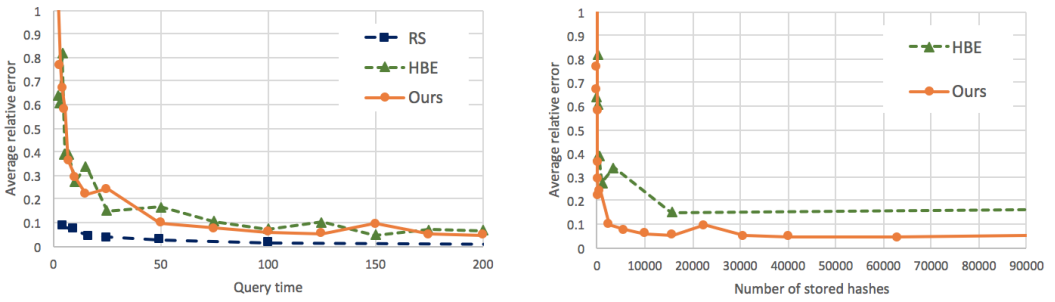 Average relative error
1
0.9
0.8
0.7
0.6
0.5
0.4
0.3
0.2
0.1
0
0 50 100 150 200
Query time
RS
HBE
Ours
Average relative error
1
0.9
0.8
0.7
0.6
0.5
0.4
0.3
0.2
0.1
0
0 10000 20000 30000 40000 50000 60000 70000 80000 90000
Number of stored hashes
HBE
Ours